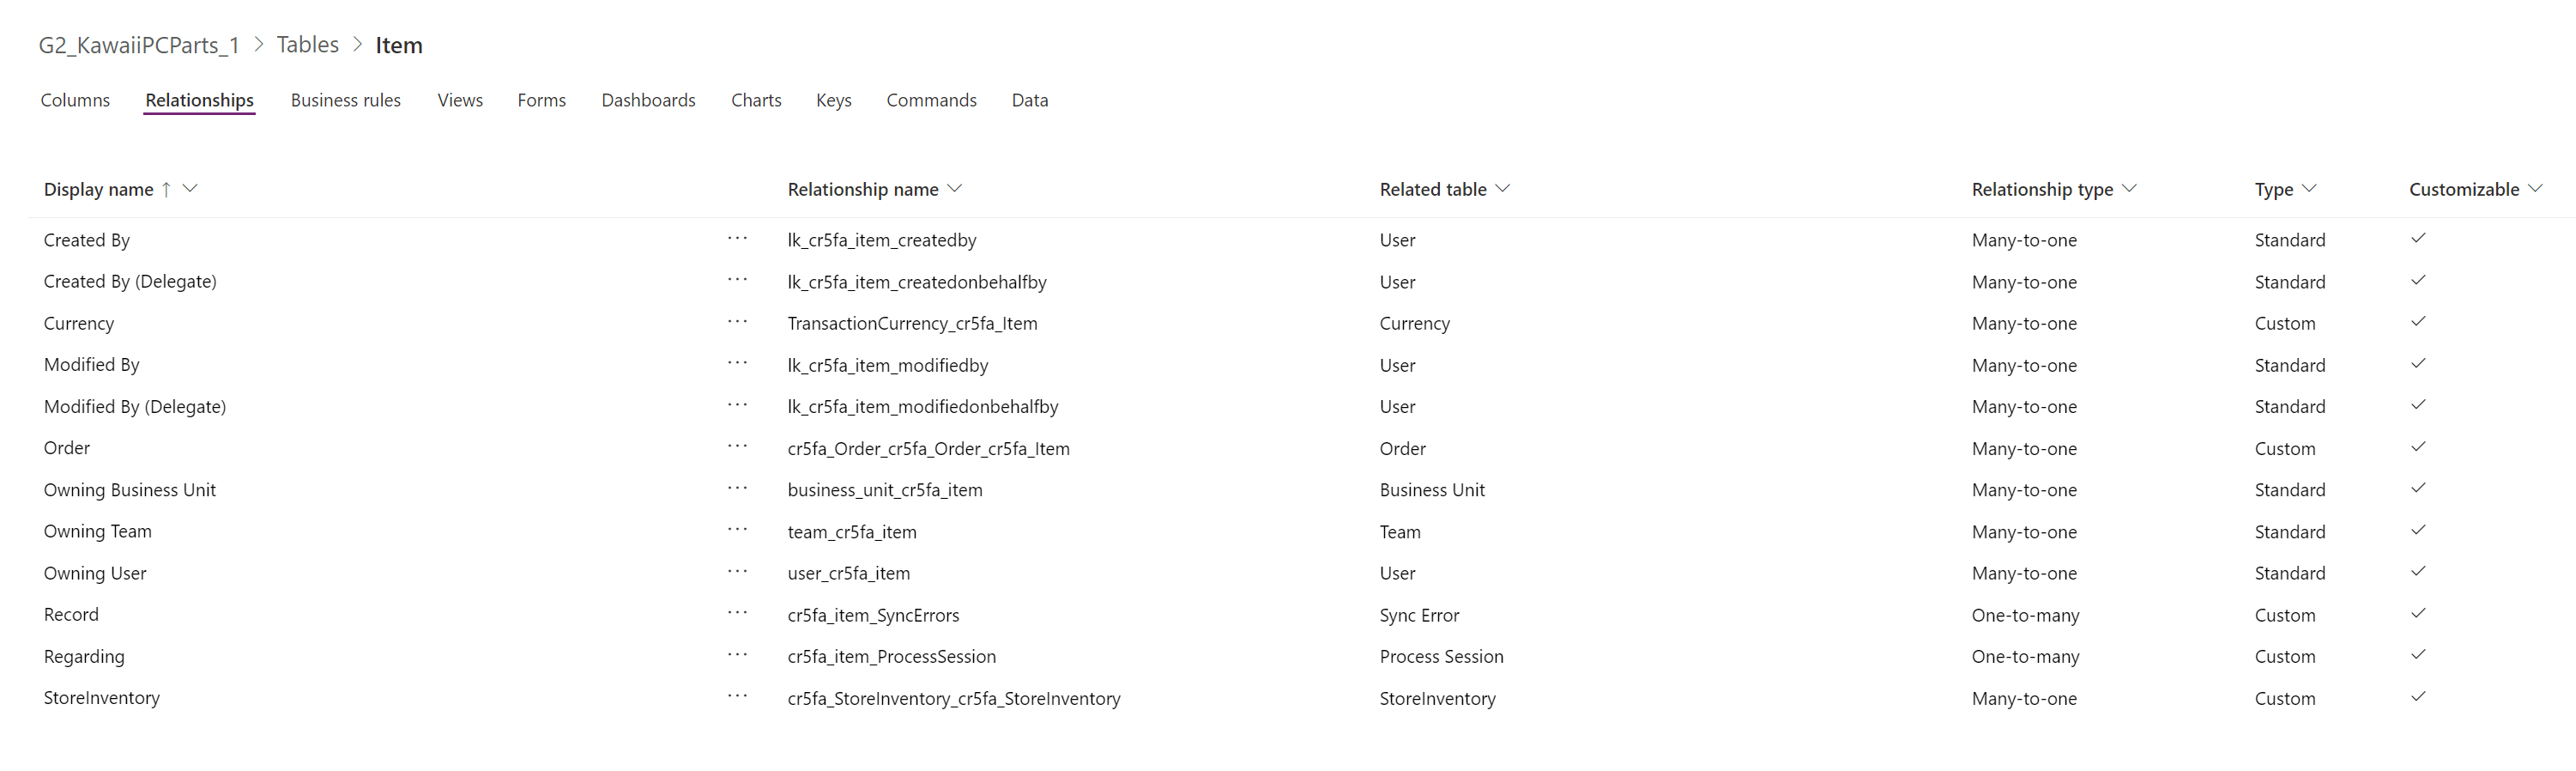 G2_KawaiiPCParts_1 > Tables > Item
Columns Relationships Business rules Views Forms Dashboards Charts Keys Commands Data
Display name ↑ Relationship name Related table Relationship type Type Customizable
Created By ··· lk_cr5fa_item_createdby User Many-to-one Standard ✓
Created By (Delegate) ··· lk_cr5fa_item_createdonbehalfby User Many-to-one Standard ✓
Currency ··· TransactionCurrency_cr5fa_Item Currency Many-to-one Custom ✓
Modified By ··· lk_cr5fa_item_modifiedby User Many-to-one Standard ✓
Modified By (Delegate) ··· lk_cr5fa_item_modifiedonbehalfby User Many-to-one Standard ✓
Order ··· cr5fa_Order_cr5fa_Order_cr5fa_Item Order Many-to-one Custom ✓
Owning Business Unit ··· business_unit_cr5fa_item Business Unit Many-to-one Standard ✓
Owning Team ··· team_cr5fa_item Team Many-to-one Standard ✓
Owning User ··· user_cr5fa_item User Many-to-one Standard ✓
Record ··· cr5fa_item_SyncErrors Sync Error One-to-many Custom ✓
Regarding ··· cr5fa_item_ProcessSession Process Session One-to-many Custom ✓
StoreInventory ··· cr5fa_StoreInventory_cr5fa_StoreInventory StoreInventory Many-to-one Custom ✓